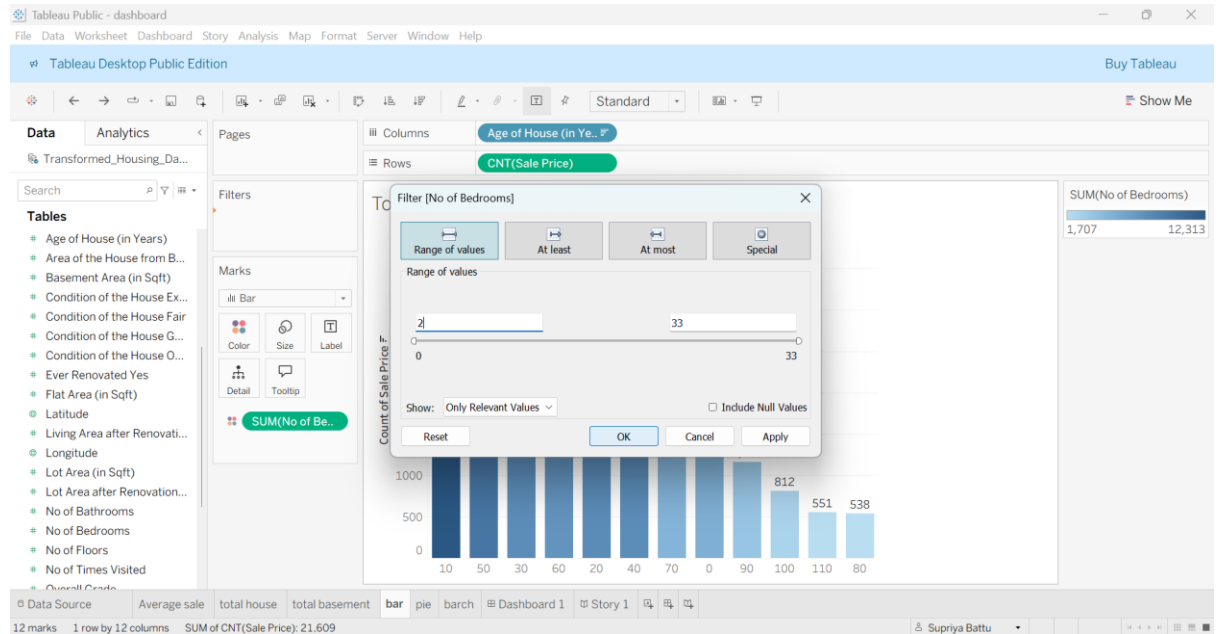 Tableau Public - dashboard
File Data Worksheet Dashboard Story Analysis Map Format Server Window Help
Tableau Desktop Public Edition
Buy Tableau
Standard
Show Me
Data Analytics
Pages
Columns
Age of House (in Ye..
Transformed_Housing_Da...
Rows
CNT(Sale Price)
Search
Filters
Filter [No of Bedrooms]
SUM(No of Bedrooms)
1,707 12,313
Tables
Age of House (in Years)
Area of the House from B...
Basement Area (in Sqft)
Condition of the House Ex...
Condition of the House Fair
Condition of the House G...
Condition of the House O...
Ever Renovated Yes
Flat Area (in Sqft)
Latitude
Living Area after Renovati...
Longitude
Lot Area (in Sqft)
Lot Area after Renovation...
No of Bathrooms
No of Bedrooms
No of Floors
No of Times Visited
Overall Grade
Marks
Bar
Color Size Label
Detail Tooltip
SUM(No of Be..
To
Range of values At least At most Special
Range of values
2 33
0 33
Show: Only Relevant Values Include Null Values
Reset OK Cancel Apply
Count of Sale Price
1000
500
0
812
551 538
10 50 30 60 20 40 70 0 90 100 110 80
Data Source Average sale total house total basement bar pie barch Dashboard 1 Story 1
12 marks 1 row by 12 columns SUM of CNT(Sale Price): 21,609
Supriya Battu